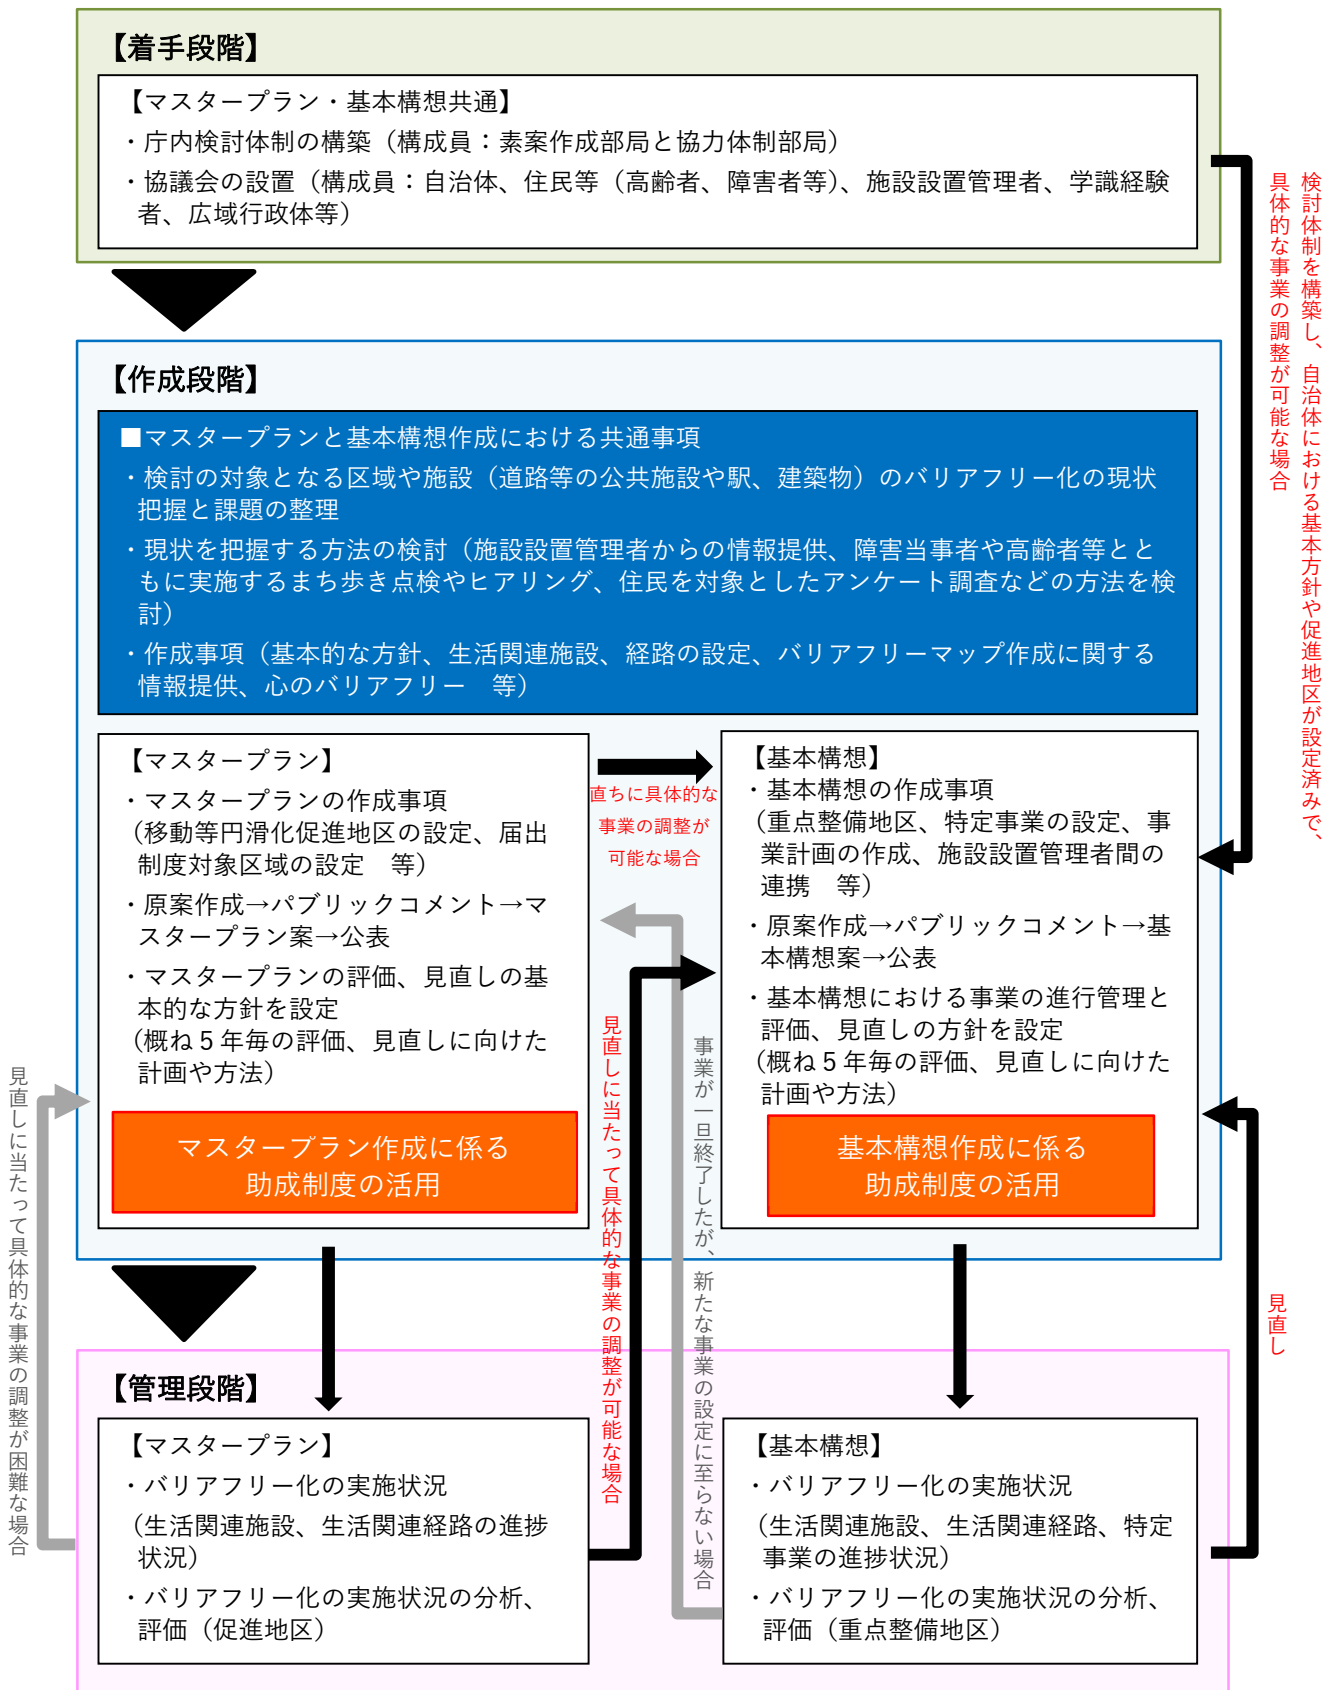 【着手段階】
【マスタープラン・基本構想共通】
・庁内検討体制の構築（構成員：素案作成部局と協力体制部局）
・協議会の設置（構成員：自治体、住民等（高齢者、障害者等）、施設設置管理者、学識経験
者、広域行政体等）
検討体制を構築し、自治体における基本方針や促進地区が設定済みで、
具体的な事業の調整が可能な場合
【作成段階】
■マスタープランと基本構想作成における共通事項
・検討の対象となる区域や施設（道路等の公共施設や駅、建築物）のバリアフリー化の現状
把握と課題の整理
・現状を把握する方法の検討（施設設置管理者からの情報提供、障害当事者や高齢者等とと
もに実施するまち歩き点検やヒアリング、住民を対象としたアンケート調査などの方法を検
討）
・作成事項（基本的な方針、生活関連施設、経路の設定、バリアフリーマップ作成に関する
情報提供、心のバリアフリー　等）
【マスタープラン】
・マスタープランの作成事項
（移動等円滑化促進地区の設定、届出
制度対象区域の設定　等）
・原案作成→パブリックコメント→マ
スタープラン案→公表
・マスタープランの評価、見直しの基
本的な方針を設定
（概ね５年毎の評価、見直しに向けた
計画や方法）
マスタープラン作成に係る
助成制度の活用
直ちに具体的な
事業の調整が
可能な場合
【基本構想】
・基本構想の作成事項
（重点整備地区、特定事業の設定、事
業計画の作成、施設設置管理者間の
連携　等）
・原案作成→パブリックコメント→基
本構想案→公表
・基本構想における事業の進行管理と
評価、見直しの方針を設定
（概ね５年毎の評価、見直しに向けた
計画や方法）
基本構想作成に係る
助成制度の活用
見直しに当たって具体的な事業の調整が困難な場合
見直しに当たって具体的な事業の調整が可能な場合
事業が一旦終了したが、新たな事業の設定に至らない場合
見直し
【管理段階】
【マスタープラン】
・バリアフリー化の実施状況
（生活関連施設、生活関連経路の進捗
状況）
・バリアフリー化の実施状況の分析、
評価（促進地区）
【基本構想】
・バリアフリー化の実施状況
（生活関連施設、生活関連経路、特定
事業の進捗状況）
・バリアフリー化の実施状況の分析、
評価（重点整備地区）